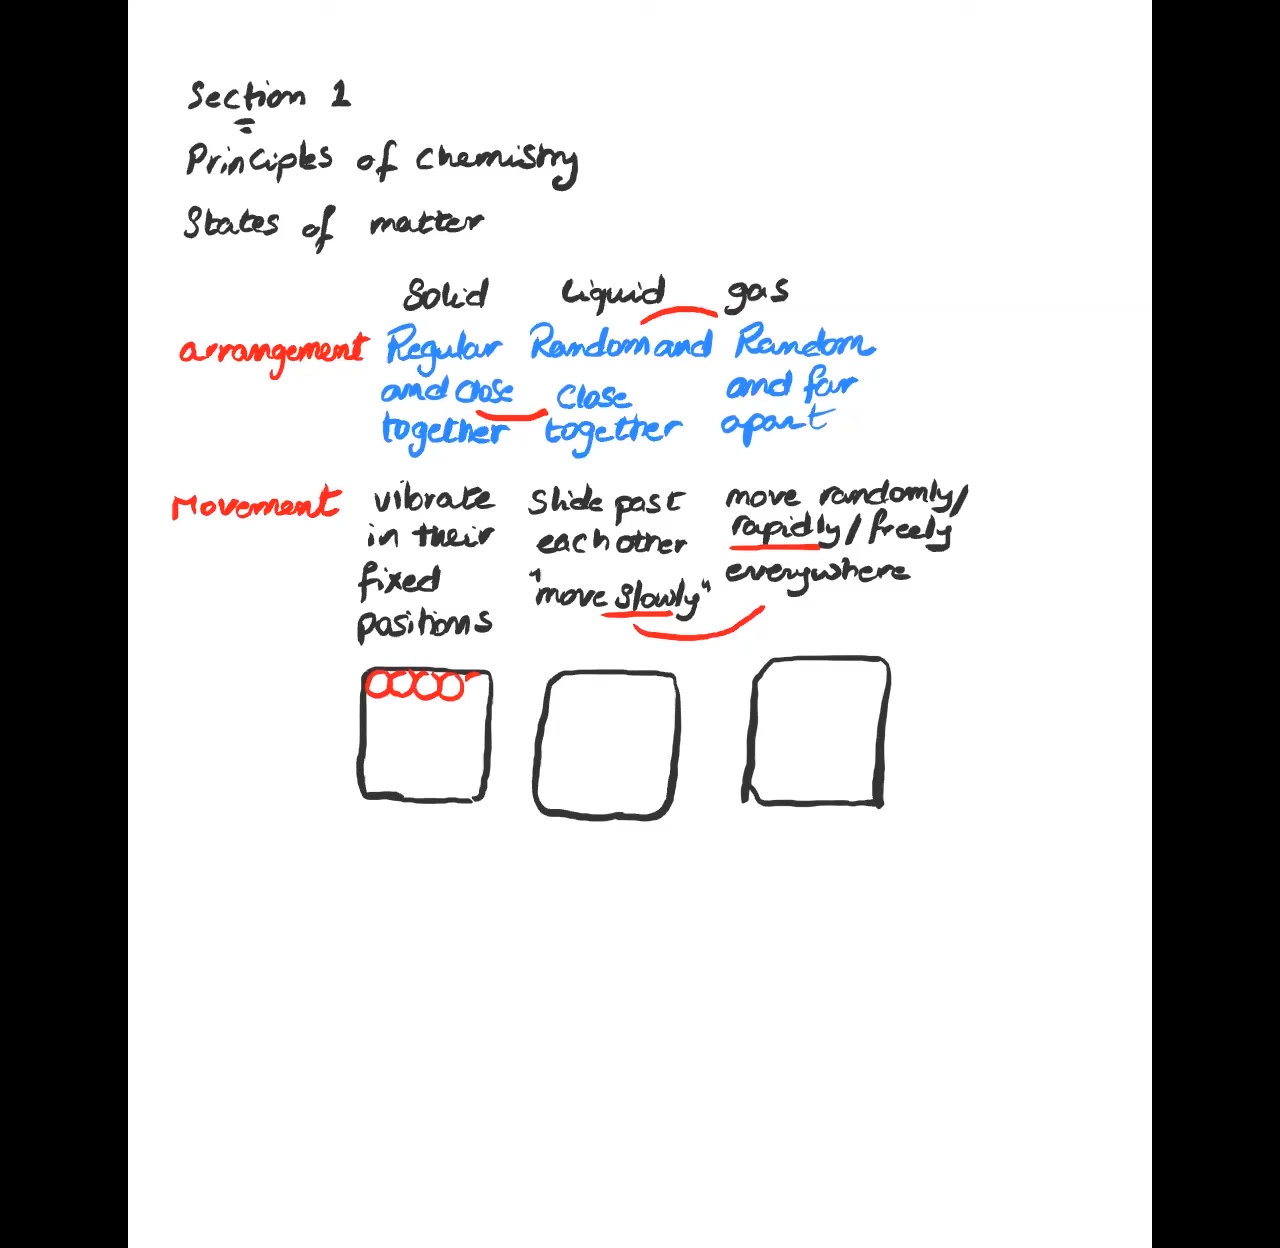 Section 1
Principles of chemistry
States of matter
Solid liquid gas
arrangement Regular Random and Random
and close close and far
together together apart
Movement vibrate slide past move randomly/
in their each other rapidly/freely
fixed "move slowly" everywhere
positions